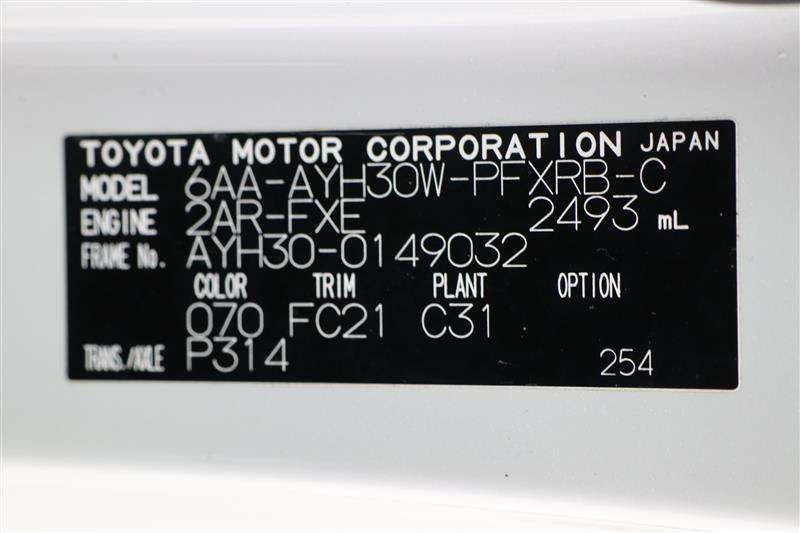 TOYOTA MOTOR CORPORATION JAPAN
MODEL 6AA-AYH30W-PFXRB-C
ENGINE 2AR-FXE 2493 mL
FRAME No. AYH30-0149032
COLOR TRIM PLANT OPTION
070 FC21 C31
TRANS./AXLE P314 254